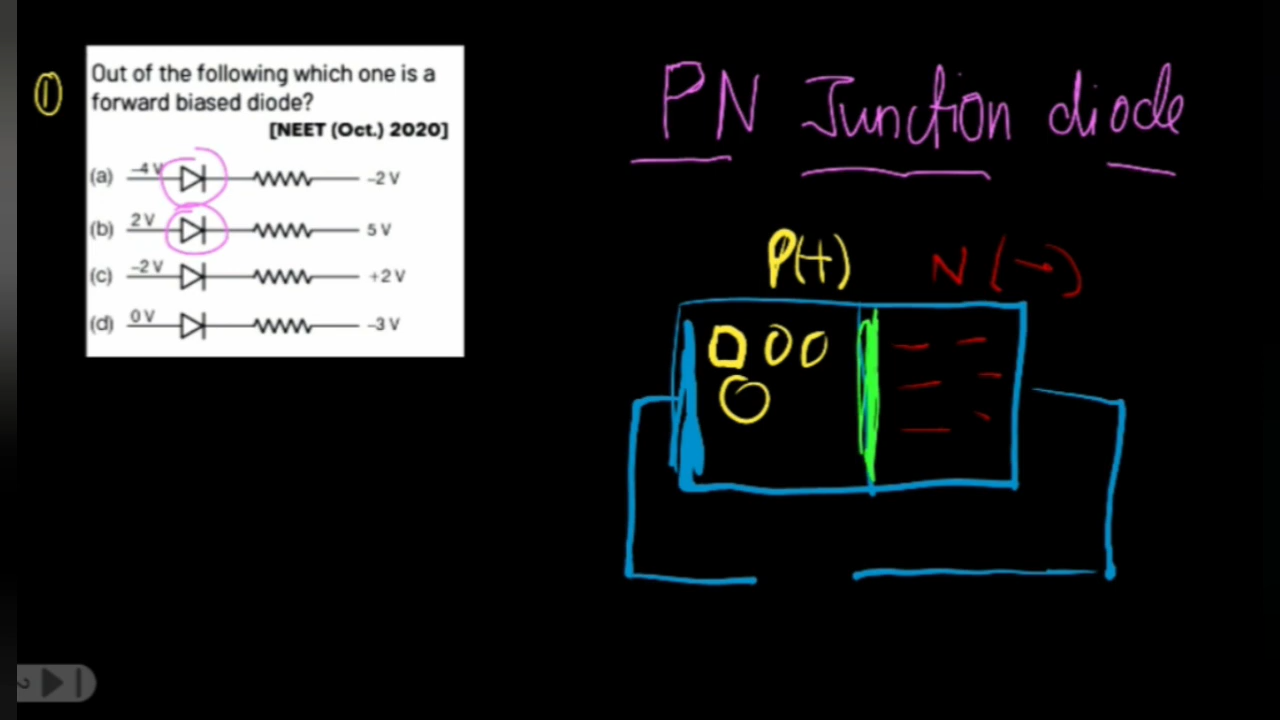 ①
Out of the following which one is a
forward biased diode?
[NEET (Oct.) 2020]
(a) -4 V -2 V
(b) 2 V 5 V
(c) -2 V +2 V
(d) 0 V -3 V
PN Junction diode
P(+) N (-)